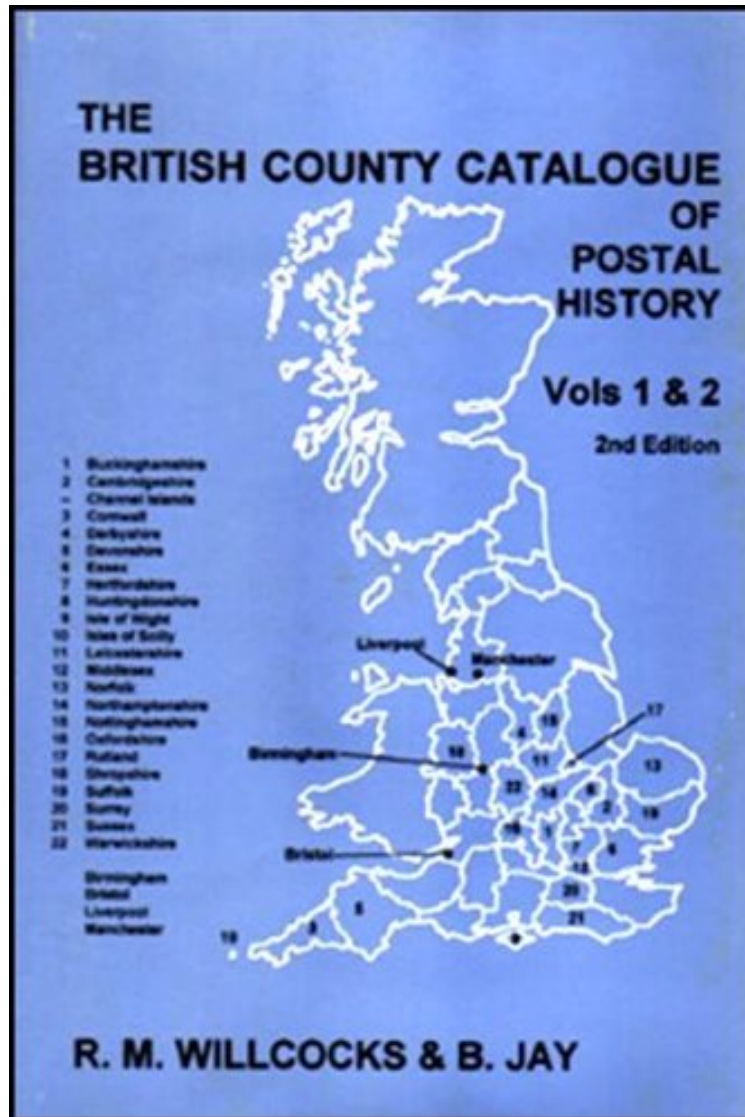 THE
BRITISH COUNTY CATALOGUE
OF
POSTAL
HISTORY
Vols 1 & 2
2nd Edition
1 Buckinghamshire
2 Cambridgeshire
– Channel Islands
3 Cornwall
4 Derbyshire
5 Devonshire
6 Essex
7 Hertfordshire
8 Huntingdonshire
9 Isle of Wight
10 Isles of Scilly
11 Leicestershire
12 Middlesex
13 Norfolk
14 Northamptonshire
15 Nottinghamshire
16 Oxfordshire
17 Rutland
18 Shropshire
19 Suffolk
20 Surrey
21 Sussex
22 Warwickshire
Birmingham
Bristol
Liverpool
Manchester
Liverpool
Manchester
17
4
15
Birmingham
18
11
13
22
14
8
2
19
16
1
7
6
Bristol
12
20
5
21
3
10
R. M. WILLCOCKS & B. JAY